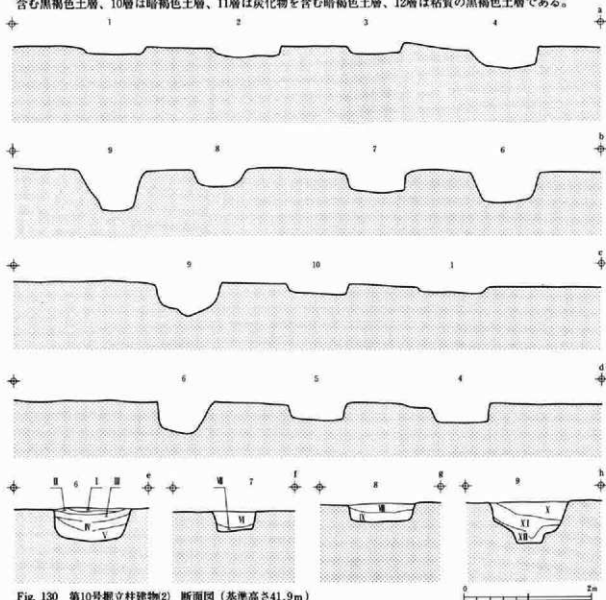 含む黒褐色土層、10層は暗褐色土層、11層は炭化物を含む暗褐色土層、12層は粘質の黒褐色土層である。
1 2 3 4 a
9 8 7 6 b
9 10 1 c
6 5 4 d
II 6 I III e
IV
V
VII 7 f
VI
8 g
VIII
IX
9 h
X
XI
XII
Fig. 130 第10号掘立柱建物(2) 断面図(基準高さ41.9m)
0 2m